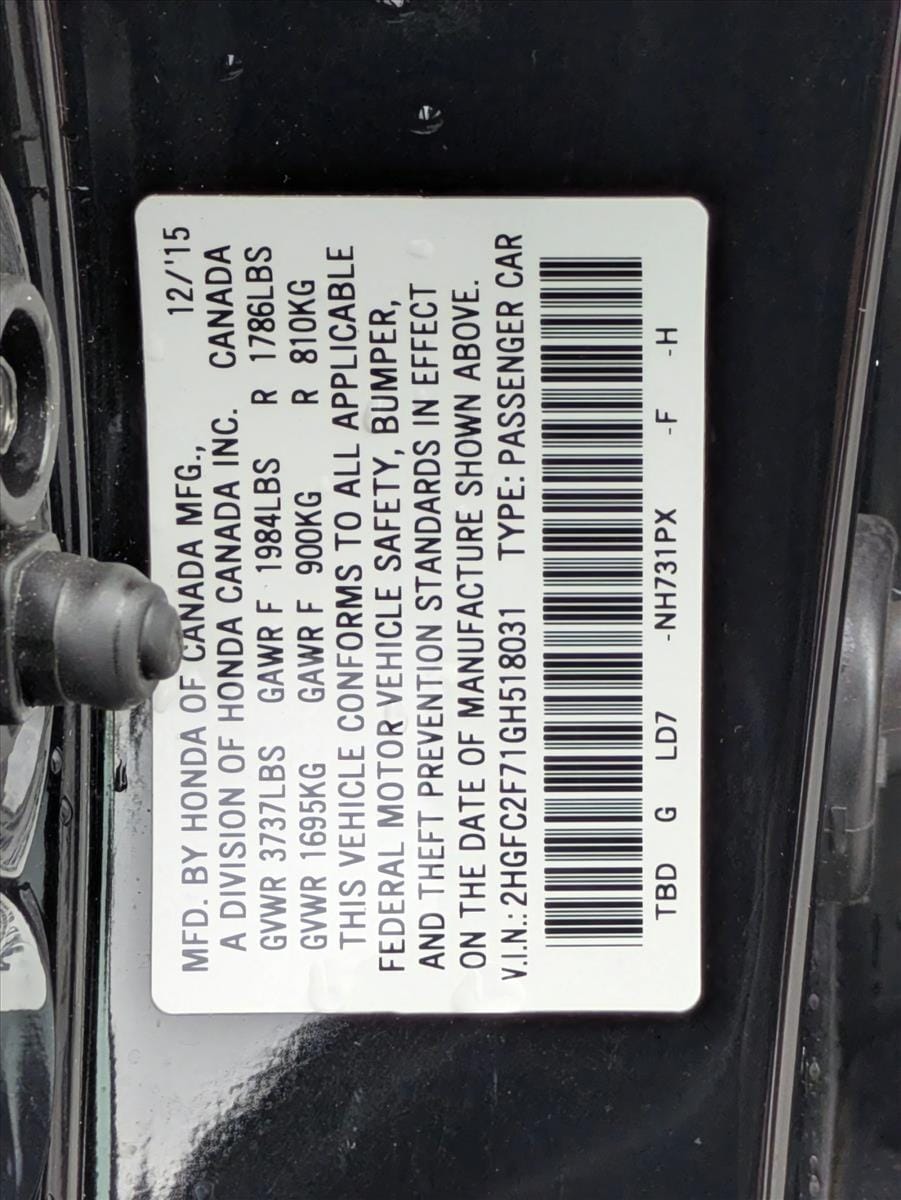 MFD. BY HONDA OF CANADA MFG., 12/'15
A DIVISION OF HONDA CANADA INC. CANADA
GVWR 3737LBS GAWR F 1984LBS R 1786LBS
GVWR 1695KG GAWR F 900KG R 810KG
THIS VEHICLE CONFORMS TO ALL APPLICABLE
FEDERAL MOTOR VEHICLE SAFETY, BUMPER,
AND THEFT PREVENTION STANDARDS IN EFFECT
ON THE DATE OF MANUFACTURE SHOWN ABOVE.
V.I.N.: 2HGFC2F71GH518031 TYPE: PASSENGER CAR
TBD G LD7 -NH731PX -F -H